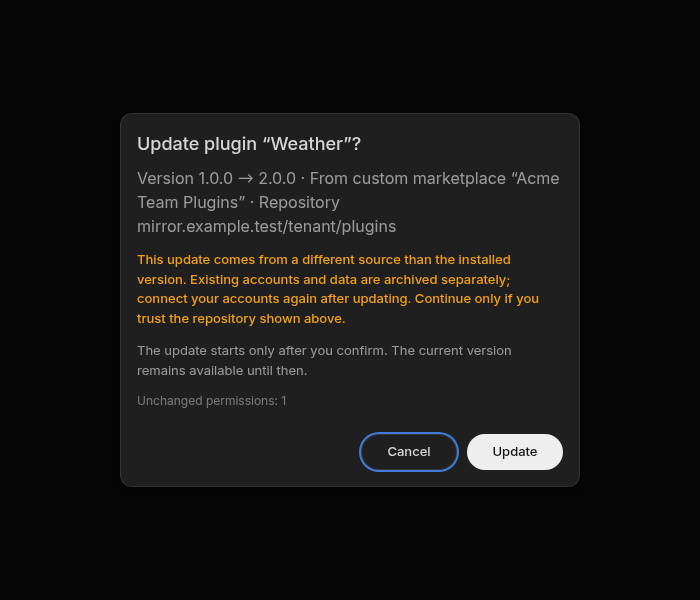 Update plugin “Weather”?
Version 1.0.0 → 2.0.0 · From custom marketplace “Acme
Team Plugins” · Repository
mirror.example.test/tenant/plugins
This update comes from a different source than the installed
version. Existing accounts and data are archived separately;
connect your accounts again after updating. Continue only if you
trust the repository shown above.
The update starts only after you confirm. The current version
remains available until then.
Unchanged permissions: 1
Cancel
Update